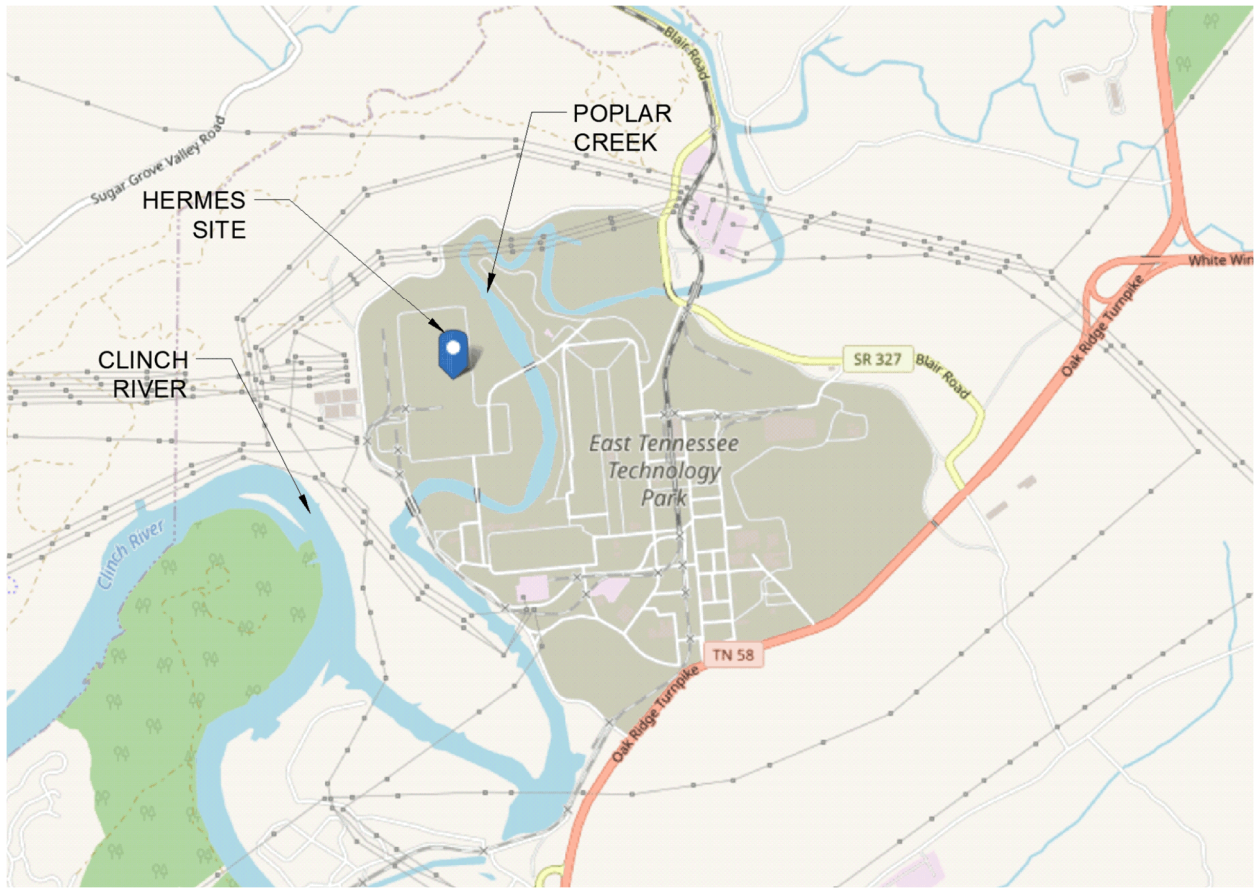 Blair Road
POPLAR
CREEK
Sugar Grove Valley Road
HERMES
SITE
White Win
Oak Ridge Turnpike
CLINCH
RIVER
SR 327
Blair Road
East Tennessee
Technology
Park
Clinch River
TN 58
Oak Ridge Turnpike